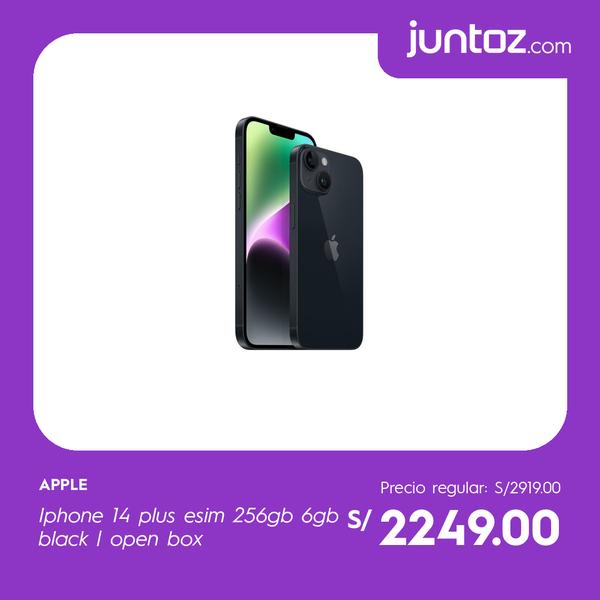 juntoz.com
APPLE
Iphone 14 plus esim 256gb 6gb
black | open box
Precio regular: S/2919.00
S/ 2249.00